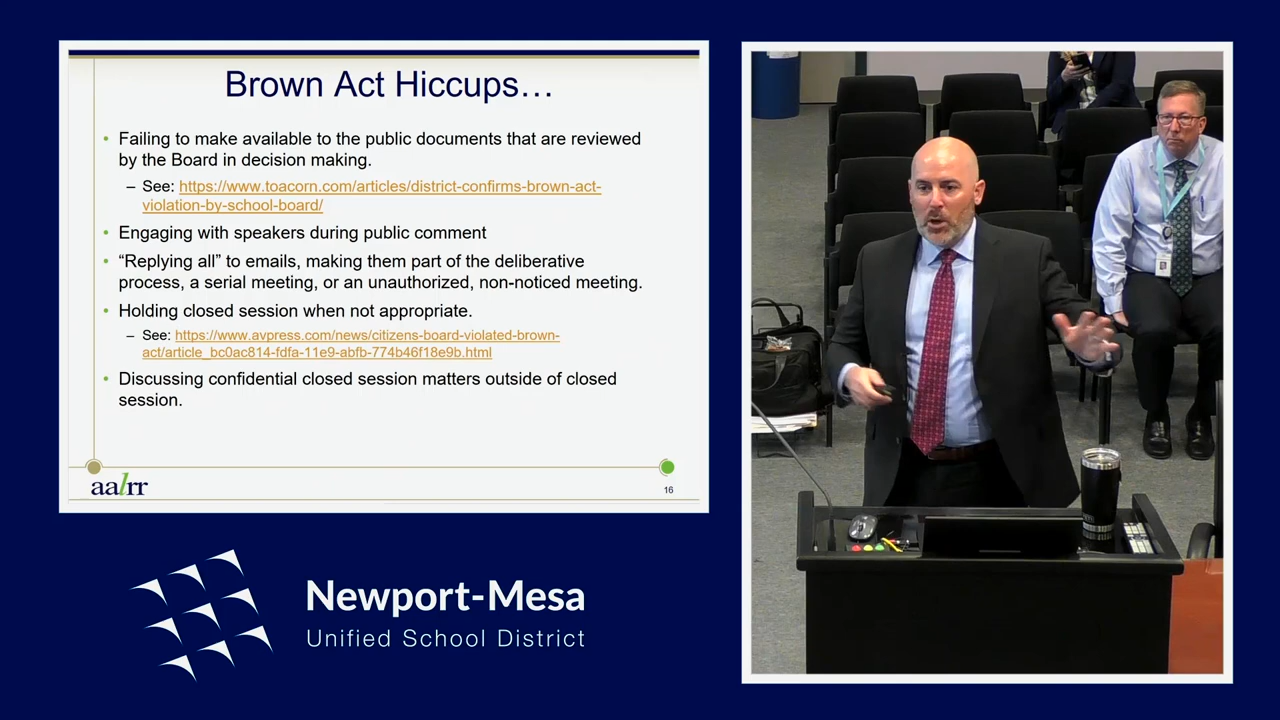 Brown Act Hiccups…
• Failing to make available to the public documents that are reviewed
by the Board in decision making.
– See: https://www.toacorn.com/articles/district-confirms-brown-act-
violation-by-school-board/
• Engaging with speakers during public comment
• “Replying all” to emails, making them part of the deliberative
process, a serial meeting, or an unauthorized, non-noticed meeting.
• Holding closed session when not appropriate.
– See: https://www.avpress.com/news/citizens-board-violated-brown-
act/article_bc0ac814-fdfa-11e9-abfb-774b46f18e9b.html
• Discussing confidential closed session matters outside of closed
session.
aalrr
16
Newport-Mesa
Unified School District